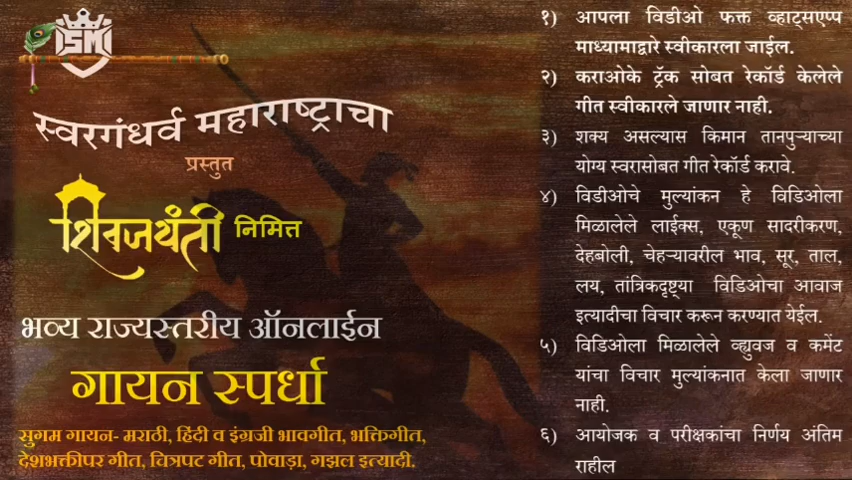 SM
स्वरगंधर्व महाराष्ट्राचा
प्रस्तुत
शिवजयंती निमित्त
भव्य राज्यस्तरीय ऑनलाईन
गायन स्पर्धा
सुगम गायन- मराठी, हिंदी व इंग्रजी भावगीत, भक्तिगीत,
देशभक्तीपर गीत, चित्रपट गीत, पोवाडा, गझल इत्यादी.
१) आपला विडीओ फक्त व्हाट्सएप्प
माध्यामाद्वारे स्वीकारला जाईल.
२) कराओके ट्रॅक सोबत रेकॉर्ड केलेले
गीत स्वीकारले जाणार नाही.
३) शक्य असल्यास किमान तानपुऱ्याच्या
योग्य स्वरासोबत गीत रेकॉर्ड करावे.
४) विडीओचे मुल्यांकन हे विडिओला
मिळालेले लाईक्स, एकूण सादरीकरण,
देहबोली, चेहऱ्यावरील भाव, सूर, ताल,
लय, तांत्रिकदृष्ट्या विडिओचा आवाज
इत्यादीचा विचार करून करण्यात येईल.
५) विडिओला मिळालेले व्ह्युवज व कमेंट
यांचा विचार मुल्यांकनात केला जाणार
नाही.
६) आयोजक व परीक्षकांचा निर्णय अंतिम
राहील